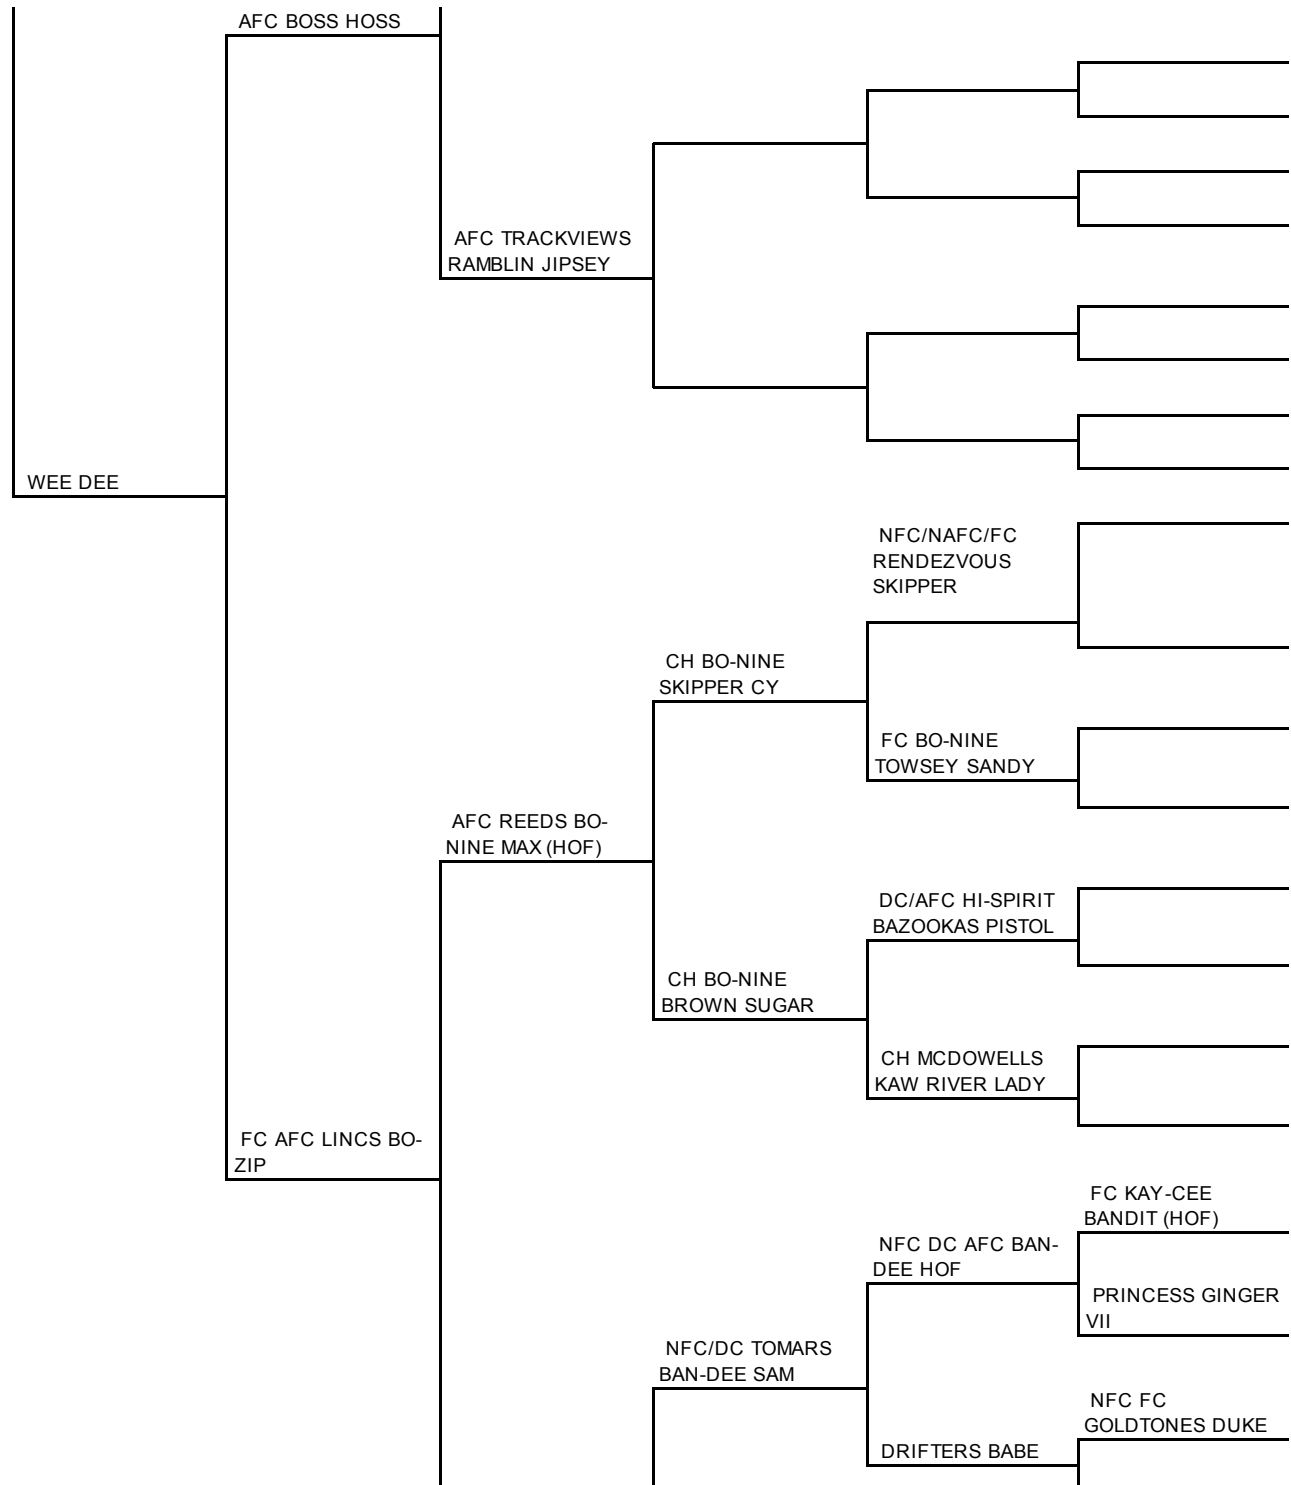 AFC BOSS HOSS
AFC TRACKVIEWS
RAMBLIN JIPSEY
WEE DEE
NFC/NAFC/FC
RENDEZVOUS
SKIPPER
CH BO-NINE
SKIPPER CY
FC BO-NINE
TOWSEY SANDY
AFC REEDS BO-
NINE MAX (HOF)
DC/AFC HI-SPIRIT
BAZOOKAS PISTOL
CH BO-NINE
BROWN SUGAR
CH MCDOWELLS
KAW RIVER LADY
FC AFC LINCS BO-
ZIP
FC KAY-CEE
BANDIT (HOF)
NFC DC AFC BAN-
DEE HOF
PRINCESS GINGER
VII
NFC/DC TOMARS
BAN-DEE SAM
NFC FC
GOLDTONES DUKE
DRIFTERS BABE